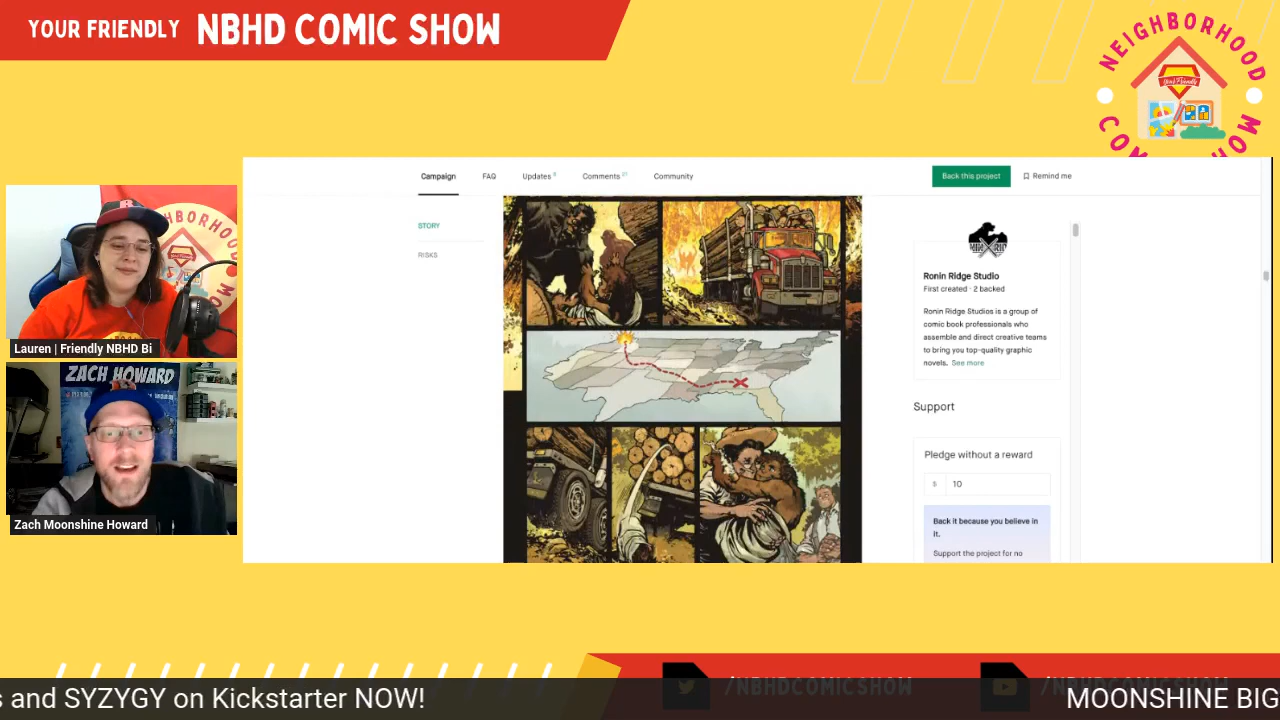 YOUR FRIENDLY NBHD COMIC SHOW
NEIGHBORHOOD
Your Friendly
Campaign FAQ Updates 5 Comments Community
Back this project Remind me
STORY
RISKS
Ronin Ridge Studio
First created · 2 backed
Ronin Ridge Studios is a group of
comic book professionals who
assemble and direct creative teams
to bring you top-quality graphic
novels. See more
Support
Pledge without a reward
$ 10
Back it because you believe in
it.
Support the project for no
Lauren | Friendly NBHD Bi
ZACH HOWARD
Zach Moonshine Howard
/NBHDCOMICSHOW
/NBHDCOMICSHOW
s and SYZYGY on Kickstarter NOW!
MOONSHINE BIG